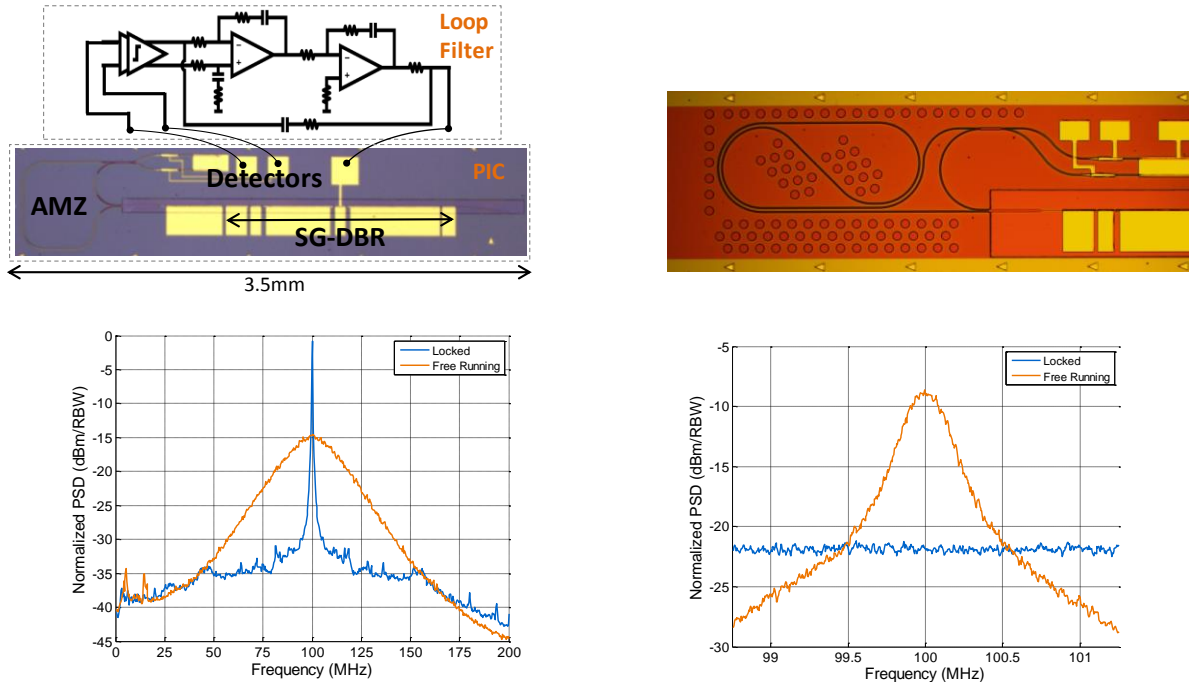 Loop
Filter
PIC
Detectors
AMZ
SG-DBR
3.5mm
Normalized PSD (dBm/RBW)
0
-5
-10
-15
-20
-25
-30
-35
-40
-45
0 25 50 75 100 125 150 175 200
Frequency (MHz)
Locked
Free Running
Normalized PSD (dBm/RBW)
-5
-10
-15
-20
-25
-30
99 99.5 100 100.5 101
Frequency (MHz)
Locked
Free Running